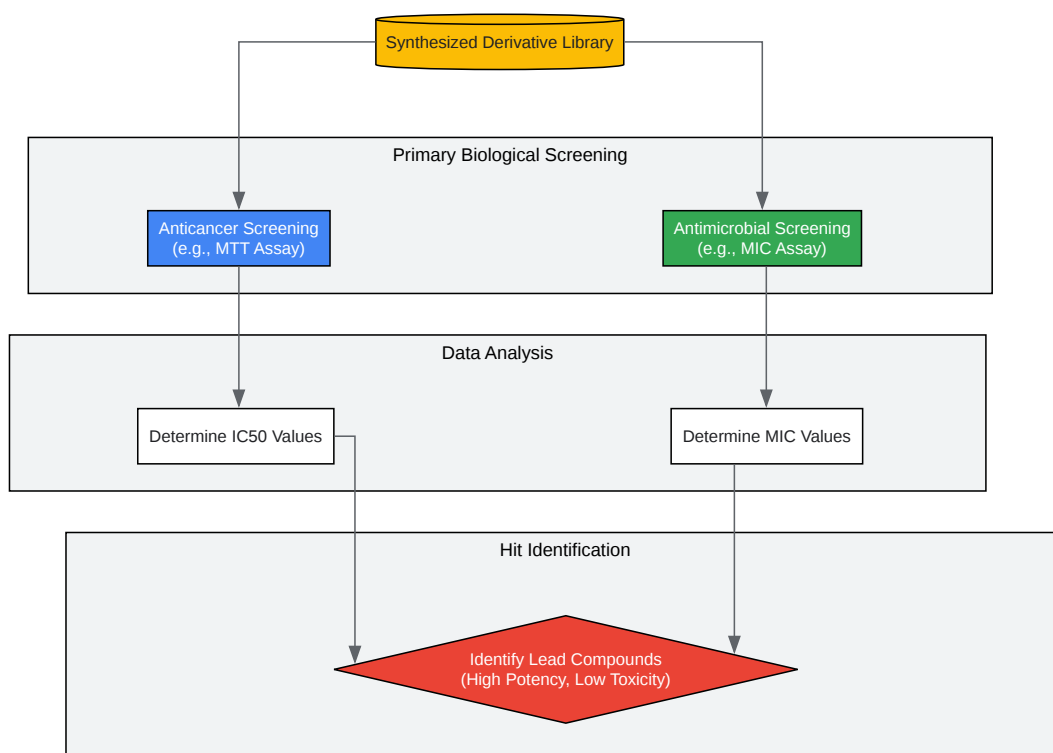 Synthesized Derivative Library
Primary Biological Screening
Anticancer Screening
(e.g., MTT Assay)
Antimicrobial Screening
(e.g., MIC Assay)
Data Analysis
Determine IC50 Values
Determine MIC Values
Hit Identification
Identify Lead Compounds
(High Potency, Low Toxicity)